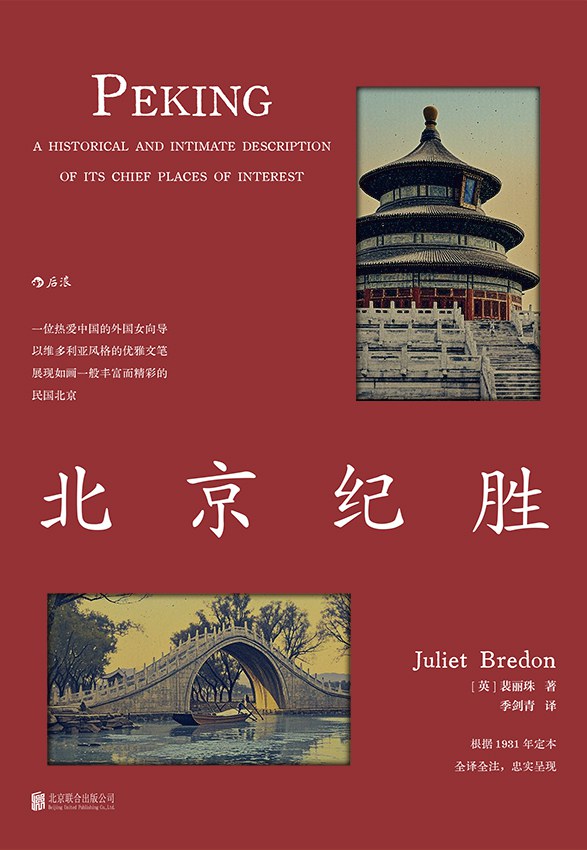 PEKING
A HISTORICAL AND INTIMATE DESCRIPTION
OF ITS CHIEF PLACES OF INTEREST
后浪
一位热爱中国的外国女向导
以维多利亚风格的优雅文笔
展现如画一般丰富而精彩的
民国北京
北京纪胜
Juliet Bredon
[英] 裴丽珠 著
季剑青 译
根据 1931 年定本
全译全注，忠实呈现
北京联合出版公司
Beijing United Publishing Co.,Ltd.